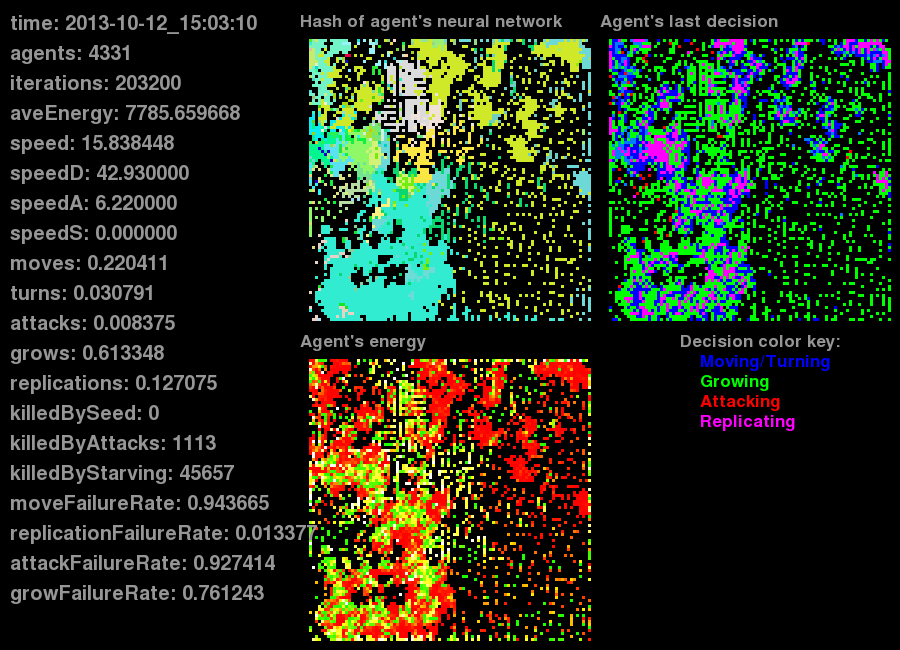 time: 2013-10-12_15:03:10
agents: 4331
iterations: 203200
aveEnergy: 7785.659668
speed: 15.838448
speedD: 42.930000
speedA: 6.220000
speedS: 0.000000
moves: 0.220411
turns: 0.030791
attacks: 0.008375
grows: 0.613348
replications: 0.127075
killedBySeed: 0
killedByAttacks: 1113
killedByStarving: 45657
moveFailureRate: 0.943665
replicationFailureRate: 0.013377
attackFailureRate: 0.927414
growFailureRate: 0.761243
Hash of agent's neural network
Agent's last decision
Agent's energy
Decision color key:
Moving/Turning
Growing
Attacking
Replicating